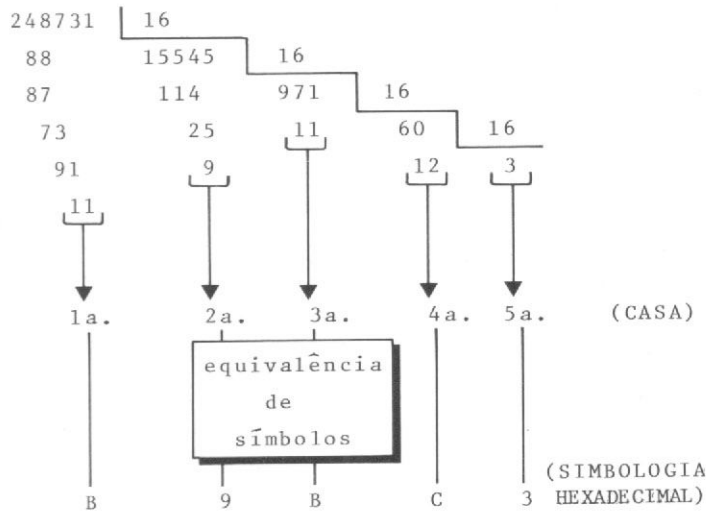 248731 16
88 15545 16
87 114 971 16
73 25 11 60 16
91 9 12 3
11
1a. 2a. 3a. 4a. 5a. (CASA)
equivalência
de
símbolos
(SIMBOLOGIA
B 9 B C 3 HEXADECIMAL)